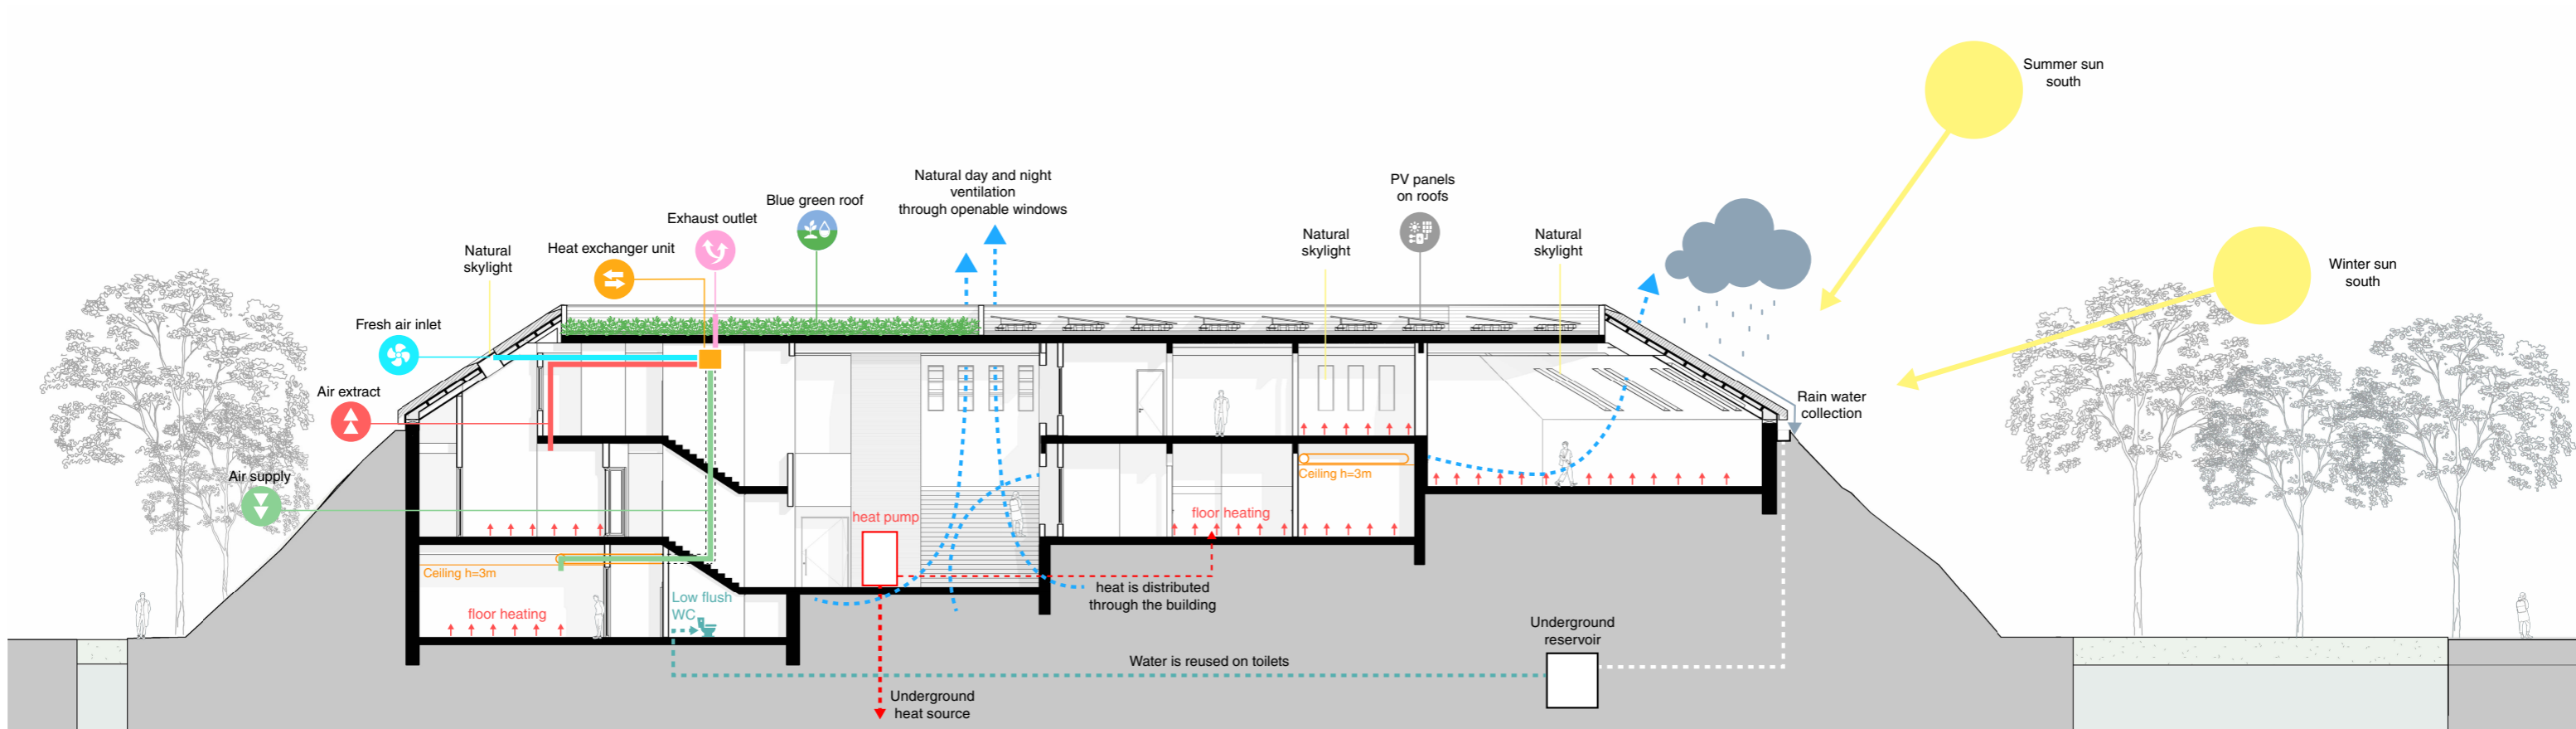 Summer sun
south
Natural day and night
ventilation
through openable windows
PV panels
on roofs
Blue green roof
Exhaust outlet
Heat exchanger unit
Natural
skylight
Natural
skylight
Natural
skylight
Winter sun
south
Fresh air inlet
Air extract
Rain water
collection
Air supply
Ceiling h=3m
heat pump
floor heating
Ceiling h=3m
heat is distributed
through the building
Low flush
WC
floor heating
Underground
reservoir
Water is reused on toilets
Underground
heat source